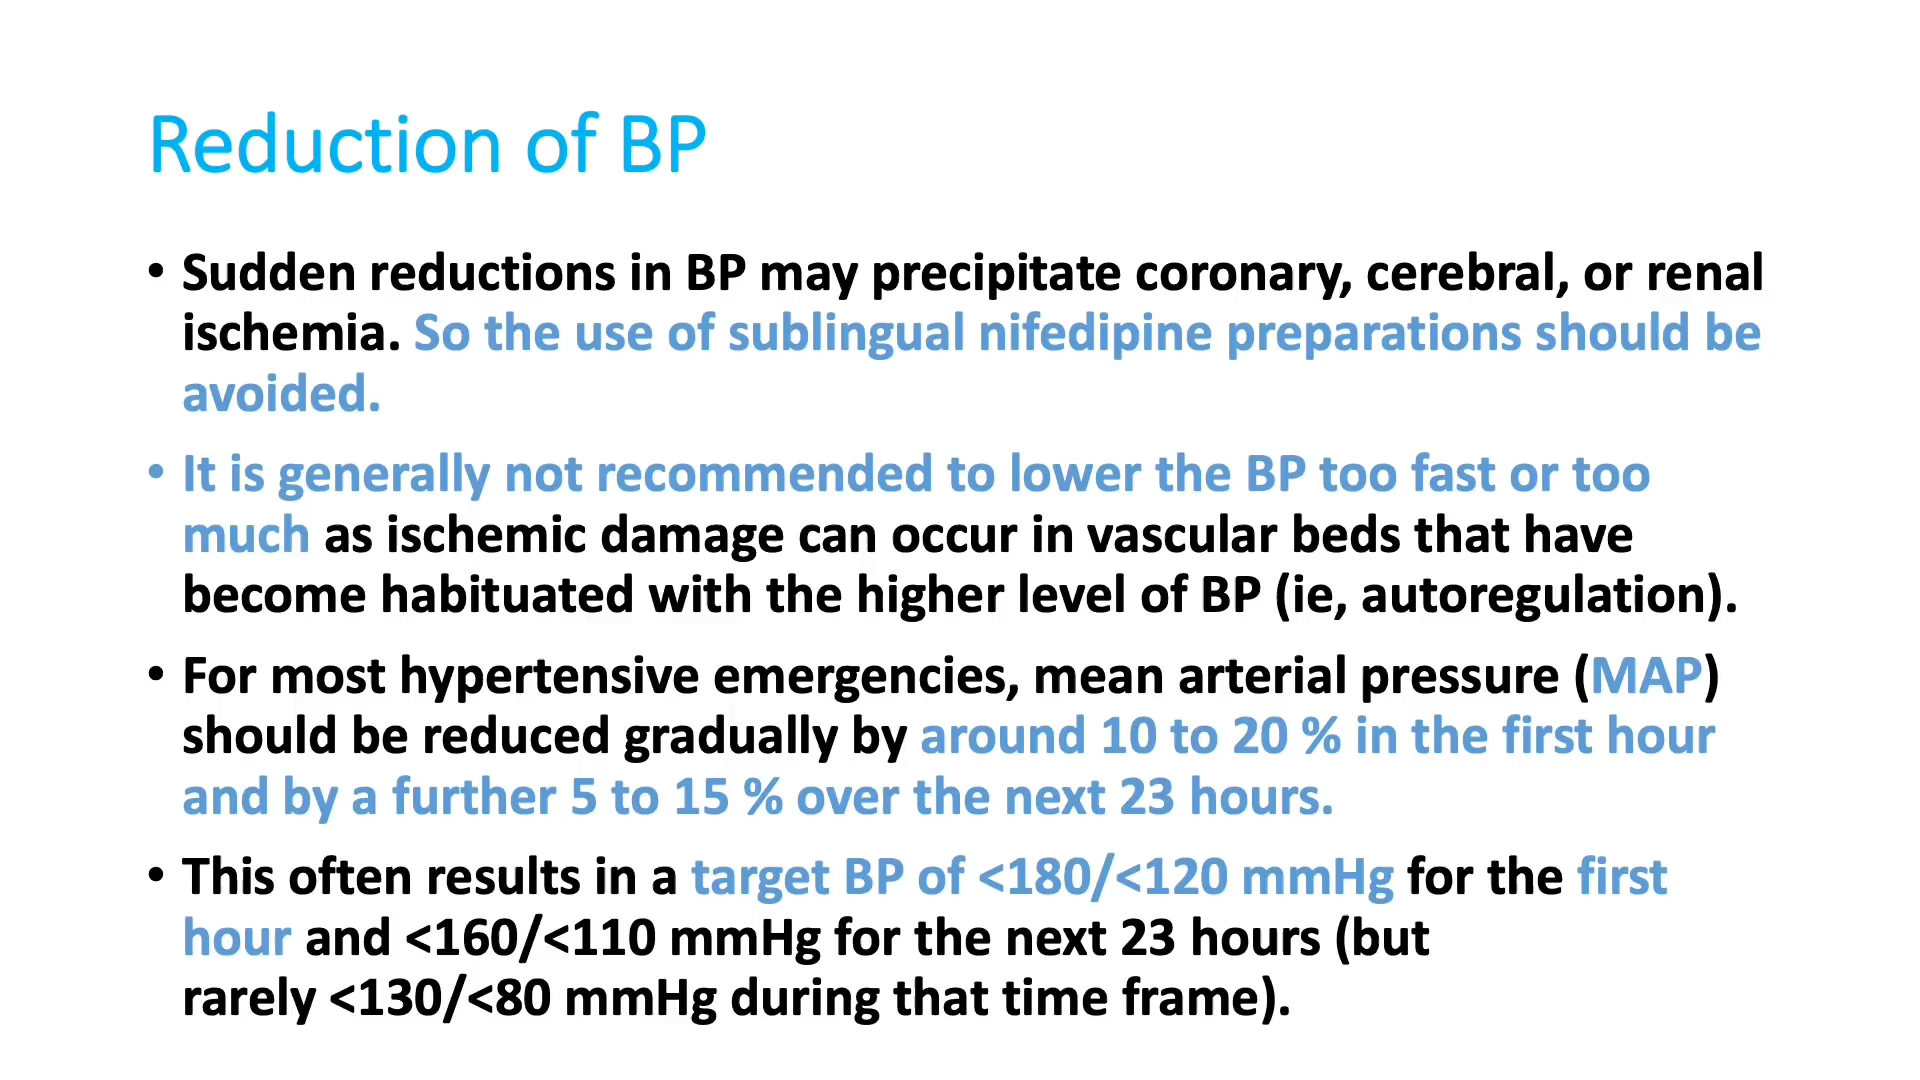 Reduction of BP
• Sudden reductions in BP may precipitate coronary, cerebral, or renal
ischemia. So the use of sublingual nifedipine preparations should be
avoided.
• It is generally not recommended to lower the BP too fast or too
much as ischemic damage can occur in vascular beds that have
become habituated with the higher level of BP (ie, autoregulation).
• For most hypertensive emergencies, mean arterial pressure (MAP)
should be reduced gradually by around 10 to 20 % in the first hour
and by a further 5 to 15 % over the next 23 hours.
• This often results in a target BP of <180/<120 mmHg for the first
hour and <160/<110 mmHg for the next 23 hours (but
rarely <130/<80 mmHg during that time frame).